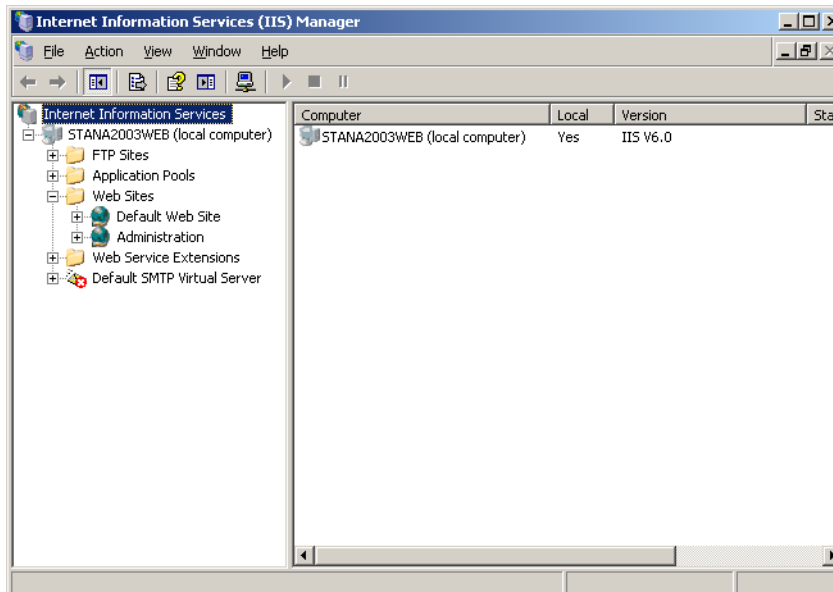 Internet Information Services (IIS) Manager
File Action View Window Help
Internet Information Services
STANA2003WEB (local computer)
FTP Sites
Application Pools
Web Sites
Default Web Site
Administration
Web Service Extensions
Default SMTP Virtual Server
Computer Local Version Sta
STANA2003WEB (local computer) Yes IIS V6.0